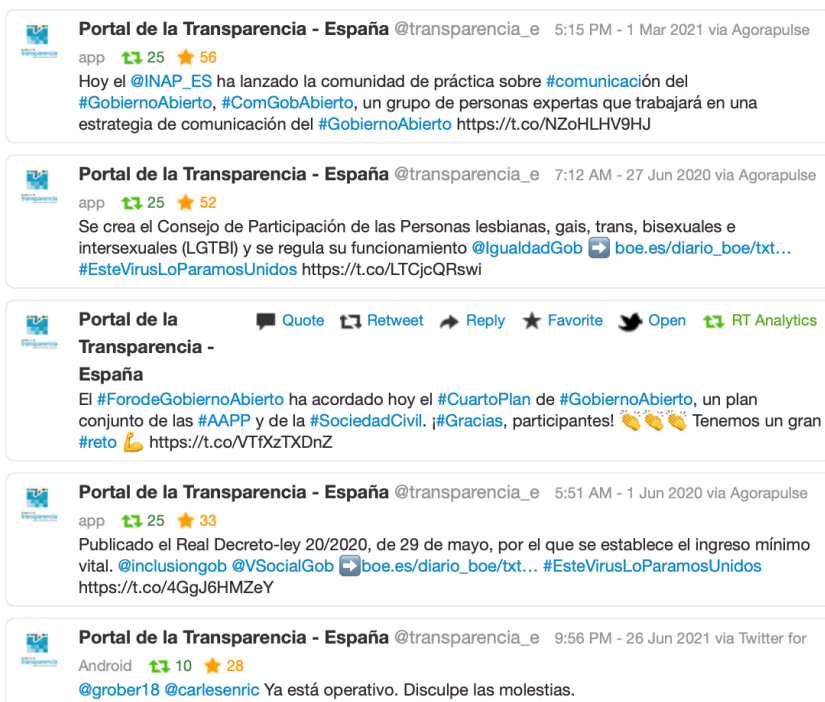 Portal de la Transparencia - España @transparencia_e 5:15 PM - 1 Mar 2021 via Agorapulse
app 25 56
Hoy el @INAP_ES ha lanzado la comunidad de práctica sobre #comunicación del
#GobiernoAbierto, #ComGobAbierto, un grupo de personas expertas que trabajará en una
estrategia de comunicación del #GobiernoAbierto https://t.co/NZoHLHV9HJ
Portal de la Transparencia - España @transparencia_e 7:12 AM - 27 Jun 2020 via Agorapulse
app 25 52
Se crea el Consejo de Participación de las Personas lesbianas, gais, trans, bisexuales e
intersexuales (LGTBI) y se regula su funcionamiento @IgualdadGob ➡️ boe.es/diario_boe/txt…
#EsteVirusLoParamosUnidos https://t.co/LTCjcQRswi
Portal de la Quote Retweet Reply Favorite Open RT Analytics
Transparencia -
España
El #ForodeGobiernoAbierto ha acordado hoy el #CuartoPlan de #GobiernoAbierto, un plan
conjunto de las #AAPP y de la #SociedadCivil. ¡#Gracias, participantes! 👏👏👏 Tenemos un gran
#reto 💪 https://t.co/VTfXzTXDnZ
Portal de la Transparencia - España @transparencia_e 5:51 AM - 1 Jun 2020 via Agorapulse
app 25 33
Publicado el Real Decreto-ley 20/2020, de 29 de mayo, por el que se establece el ingreso mínimo
vital. @inclusiongob @VSocialGob ➡️boe.es/diario_boe/txt… #EsteVirusLoParamosUnidos
https://t.co/4GgJ6HMZeY
Portal de la Transparencia - España @transparencia_e 9:56 PM - 26 Jun 2021 via Twitter for
Android 10 28
@grober18 @carlesenric Ya está operativo. Disculpe las molestias.